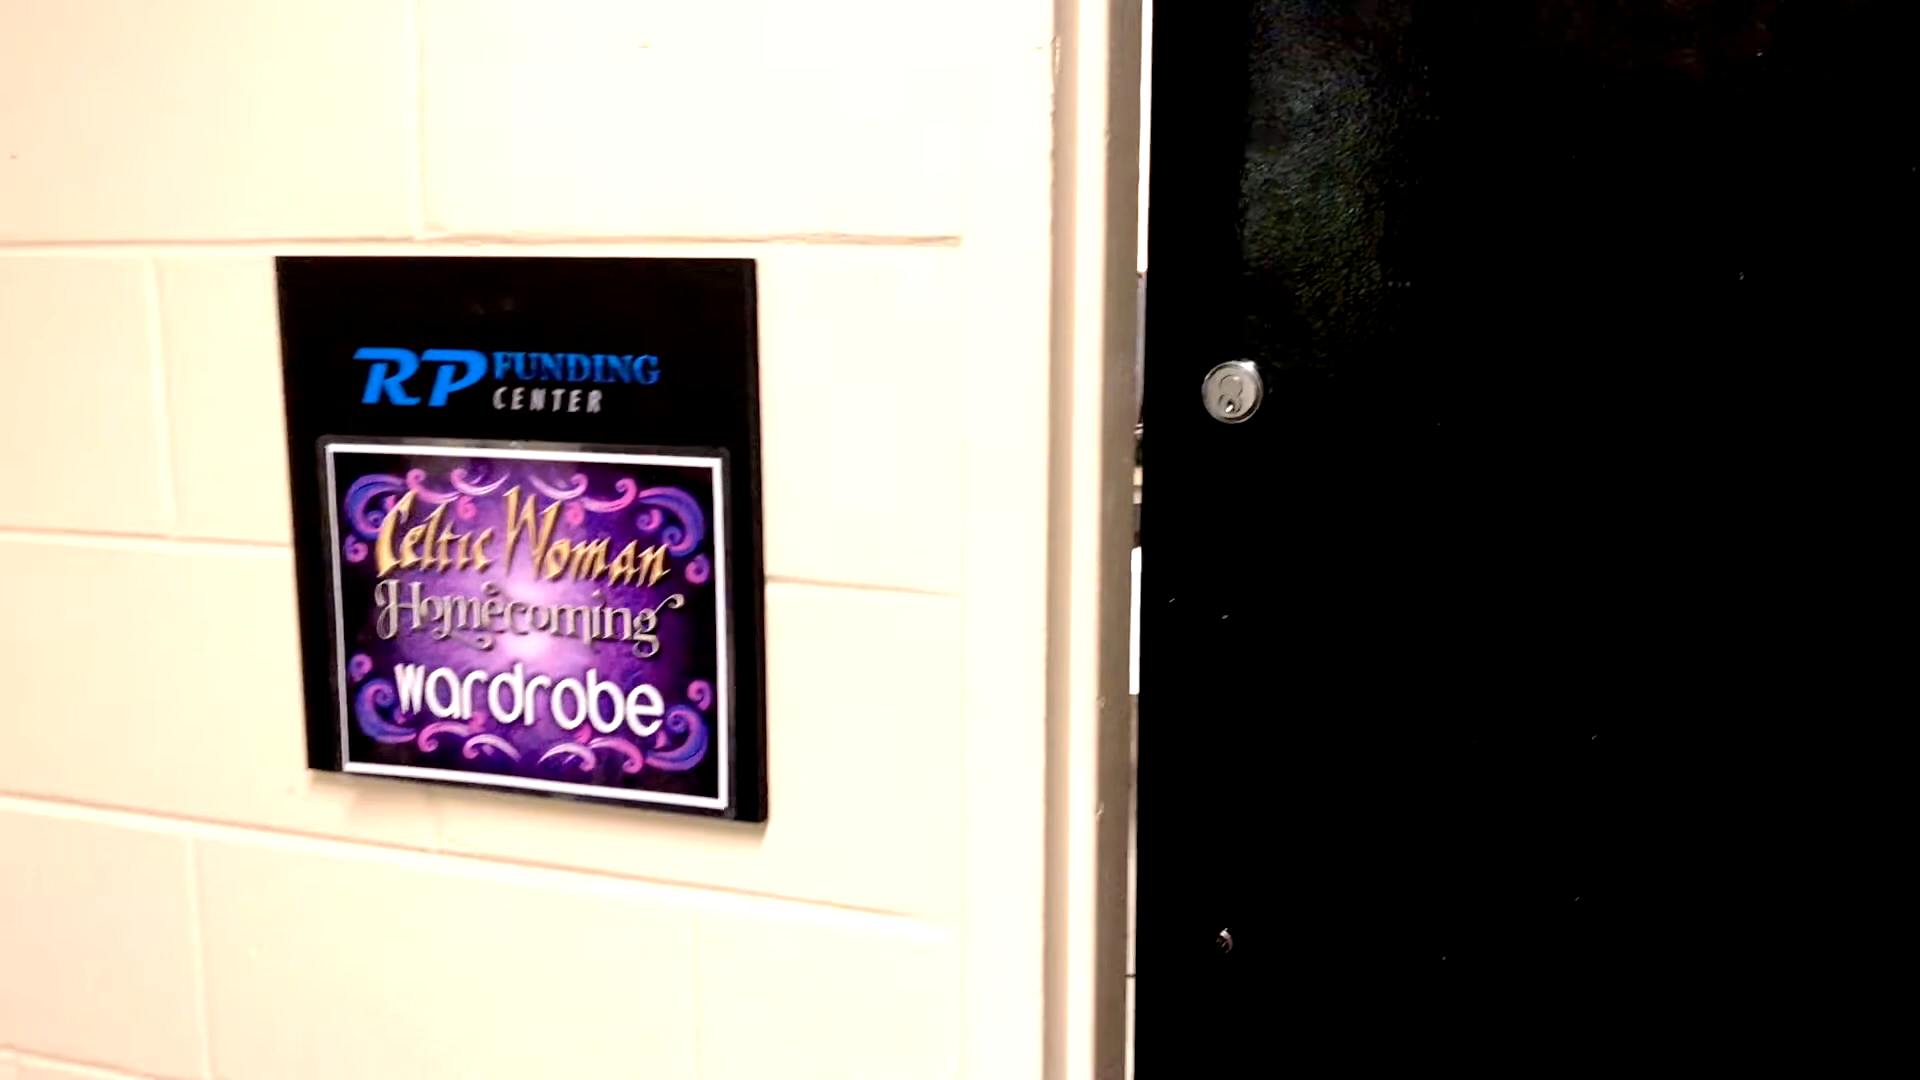 RP FUNDING
CENTER
Celtic Woman
Homecoming
wardrobe